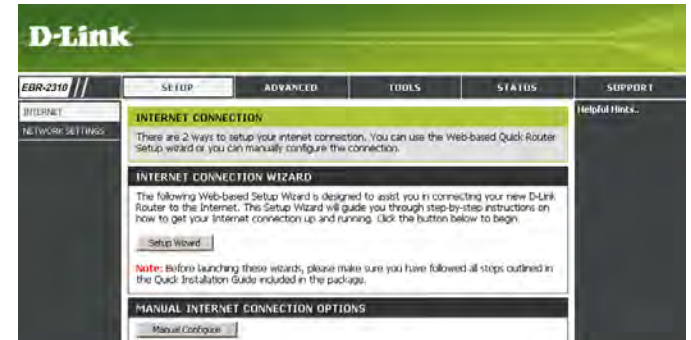 D-Link
EBR-2310 //
SETUP
ADVANCED
TOOLS
STATUS
SUPPORT
INTERNET
NETWORK SETTINGS
INTERNET CONNECTION
There are 2 ways to setup your internet connection. You can use the Web-based Quick Router
Setup wizard or you can manually configure the connection.
INTERNET CONNECTION WIZARD
The following Web-based Setup Wizard is designed to assist you in connecting your new D-Link
Router to the Internet. This Setup Wizard will guide you through step-by-step instructions on
how to get your Internet connection up and running. Click the button below to begin.
Setup Wizard
Note: Before launching these wizards, please make sure you have followed all steps outlined in
the Quick Installation Guide included in the package.
MANUAL INTERNET CONNECTION OPTIONS
Manual Configure
Helpful Hints..